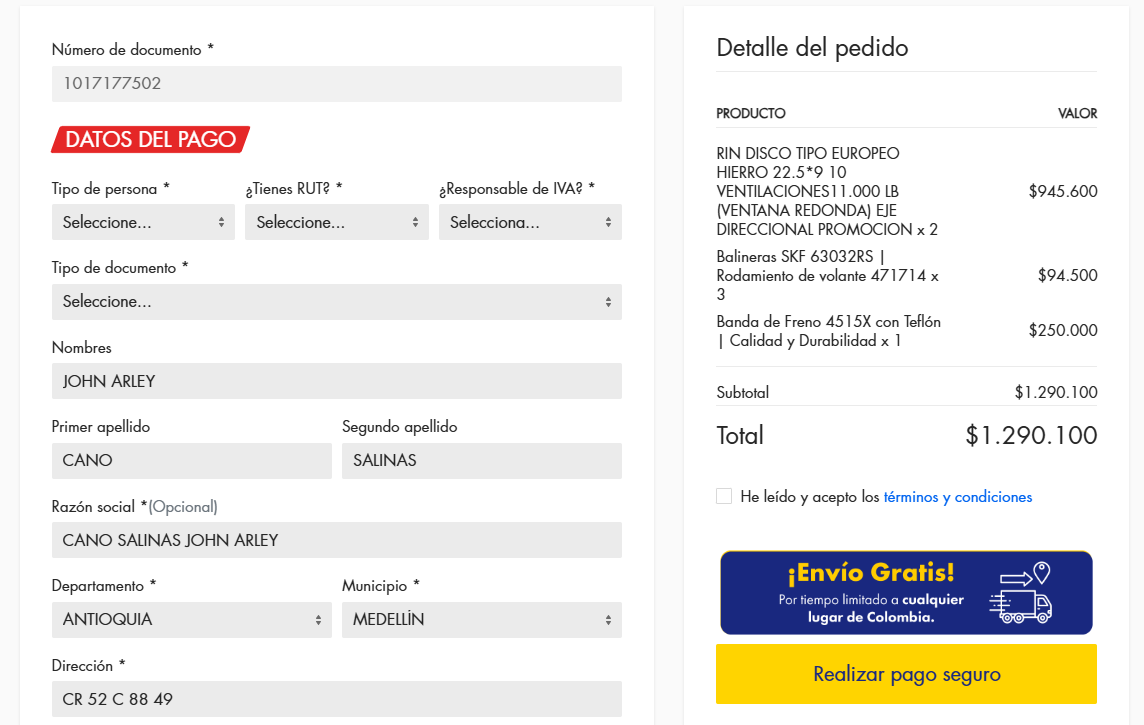 Número de documento *
1017177502
DATOS DEL PAGO
Tipo de persona * ¿Tienes RUT? * ¿Responsable de IVA? *
Seleccione... Seleccione... Selecciona...
Tipo de documento *
Seleccione...
Nombres
JOHN ARLEY
Primer apellido Segundo apellido
CANO SALINAS
Razón social *(Opcional)
CANO SALINAS JOHN ARLEY
Departamento * Municipio *
ANTIOQUIA MEDELLÍN
Dirección *
CR 52 C 88 49
Detalle del pedido
PRODUCTO VALOR
RIN DISCO TIPO EUROPEO
HIERRO 22.5*9 10
VENTILACIONES11.000 LB $945.600
(VENTANA REDONDA) EJE
DIRECCIONAL PROMOCION x 2
Balineras SKF 63032RS |
Rodamiento de volante 471714 x $94.500
3
Banda de Freno 4515X con Teflón $250.000
| Calidad y Durabilidad x 1
Subtotal $1.290.100
Total $1.290.100
He leído y acepto los términos y condiciones
¡Envío Gratis!
Por tiempo limitado a cualquier
lugar de Colombia.
Realizar pago seguro